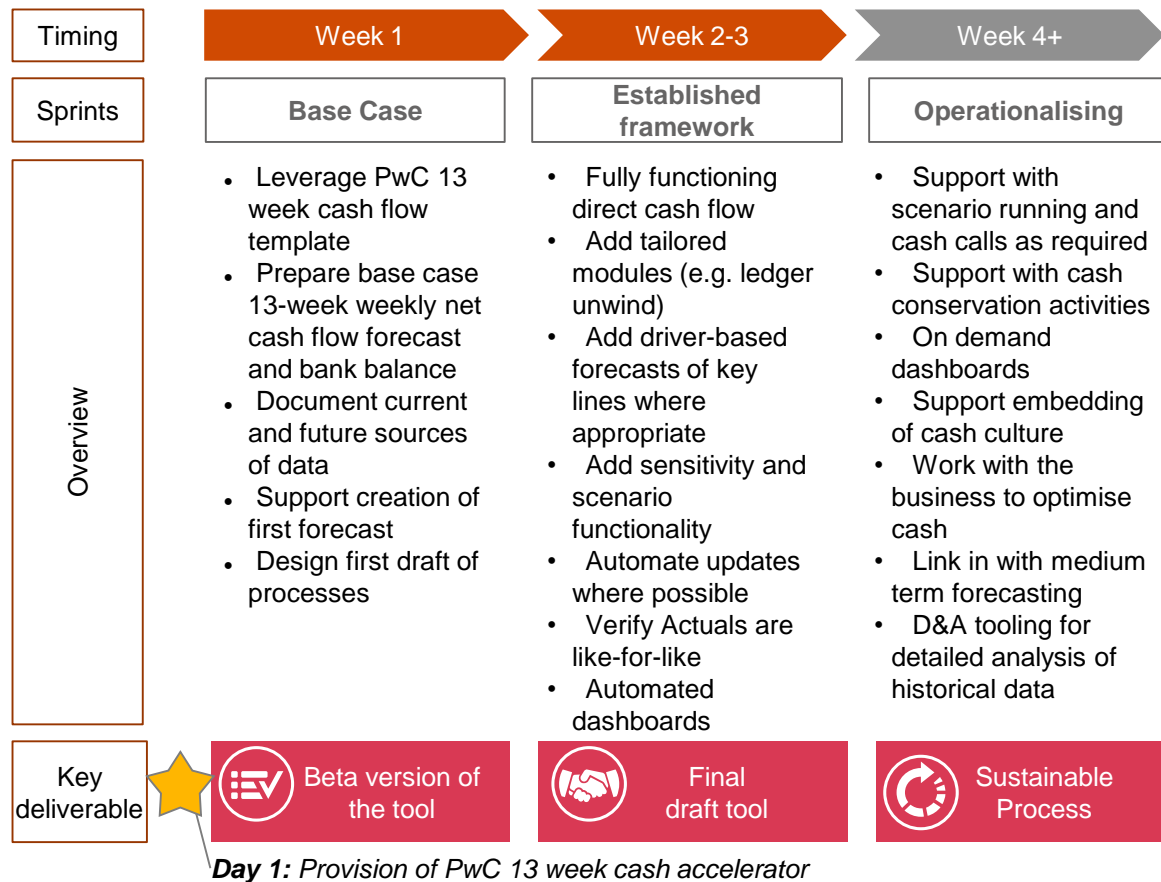 Timing
Week 1
Week 2-3
Week 4+
Sprints
Base Case
Established
framework
Operationalising
Overview
• Leverage PwC 13
week cash flow
template
• Prepare base case
13-week weekly net
cash flow forecast
and bank balance
• Document current
and future sources
of data
• Support creation of
first forecast
• Design first draft of
processes
• Fully functioning
direct cash flow
• Add tailored
modules (e.g. ledger
unwind)
• Add driver-based
forecasts of key
lines where
appropriate
• Add sensitivity and
scenario
functionality
• Automate updates
where possible
• Verify Actuals are
like-for-like
• Automated
dashboards
• Support with
scenario running and
cash calls as required
• Support with cash
conservation activities
• On demand
dashboards
• Support embedding
of cash culture
• Work with the
business to optimise
cash
• Link in with medium
term forecasting
• D&A tooling for
detailed analysis of
historical data
Key
deliverable
Beta version of
the tool
Final
draft tool
Sustainable
Process
Day 1: Provision of PwC 13 week cash accelerator